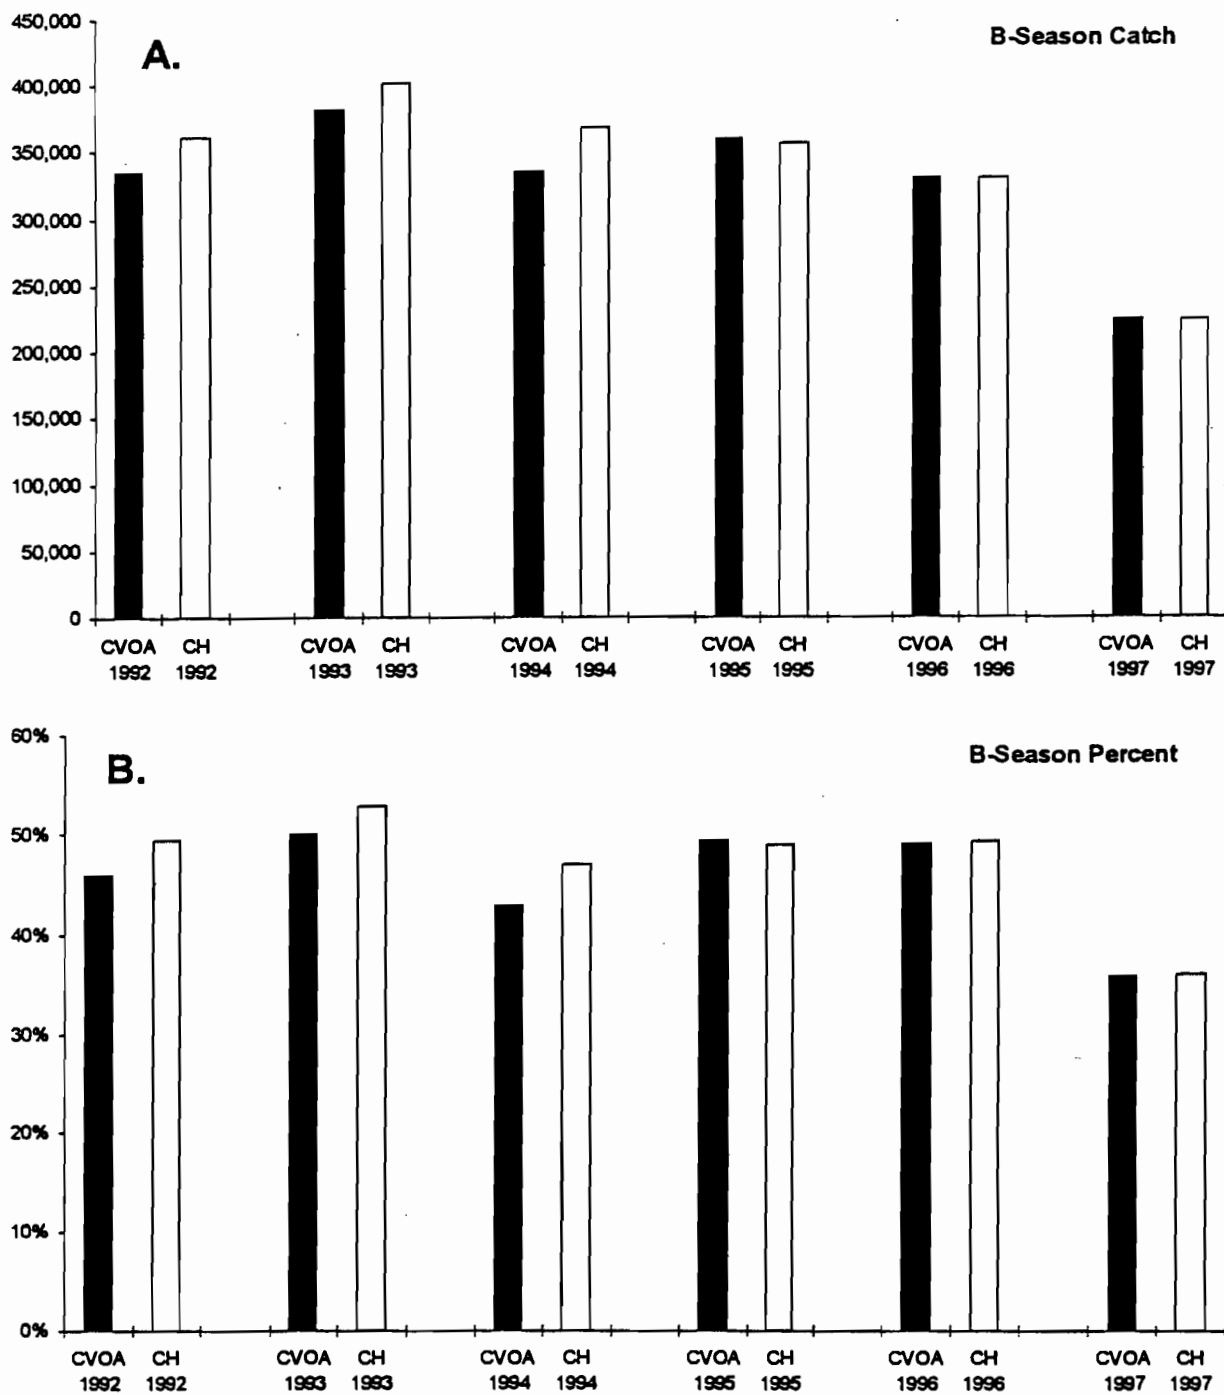 450,000
A.
B-Season Catch
400,000
350,000
300,000
250,000
200,000
150,000
100,000
50,000
0
CVOA CH CVOA CH CVOA CH CVOA CH CVOA CH CVOA CH
1992 1992 1993 1993 1994 1994 1995 1995 1996 1996 1997 1997
60%
B.
B-Season Percent
50%
40%
30%
20%
10%
0%
CVOA CH CVOA CH CVOA CH CVOA CH CVOA CH CVOA CH
1992 1992 1993 1993 1994 1994 1995 1995 1996 1996 1997 1997